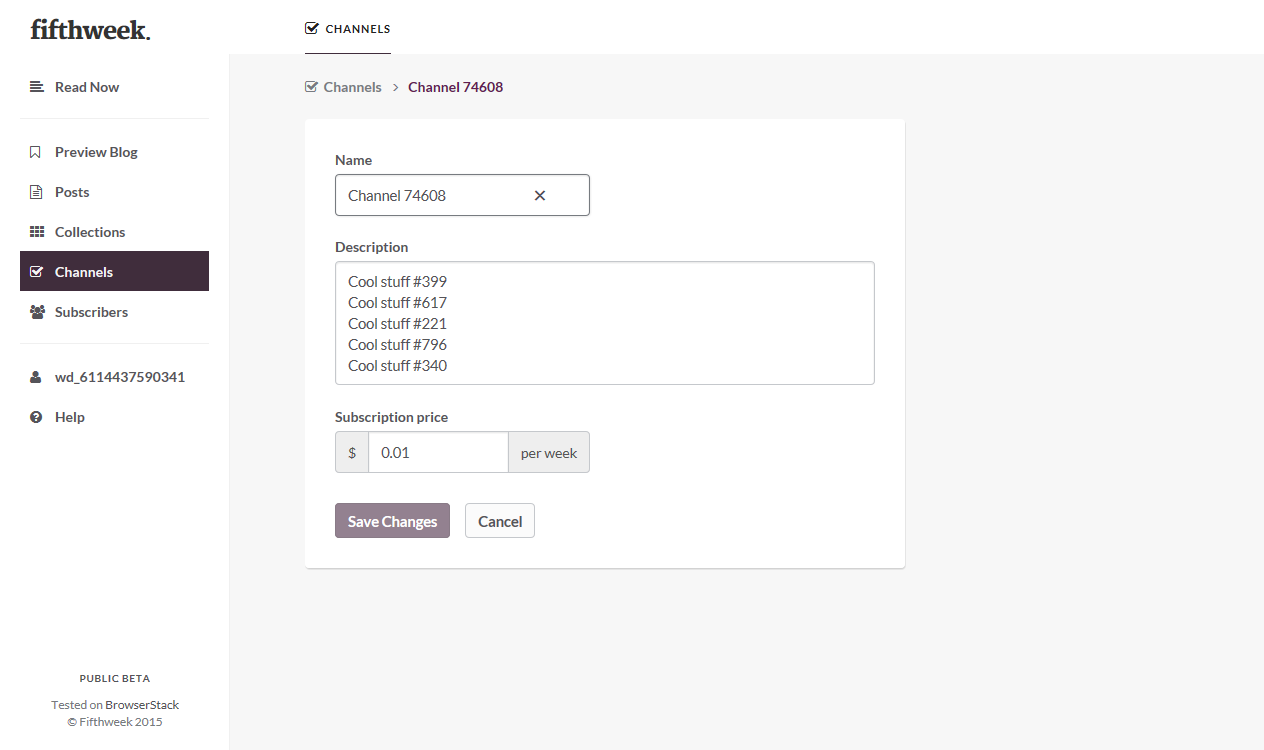 fifthweek.
CHANNELS
Read Now
Preview Blog
Posts
Collections
Channels
Subscribers
wd_6114437590341
Help
PUBLIC BETA
Tested on BrowserStack
© Fifthweek 2015
Channels > Channel 74608
Name
Channel 74608
Description
Cool stuff #399
Cool stuff #617
Cool stuff #221
Cool stuff #796
Cool stuff #340
Subscription price
$ 0.01 per week
Save Changes Cancel